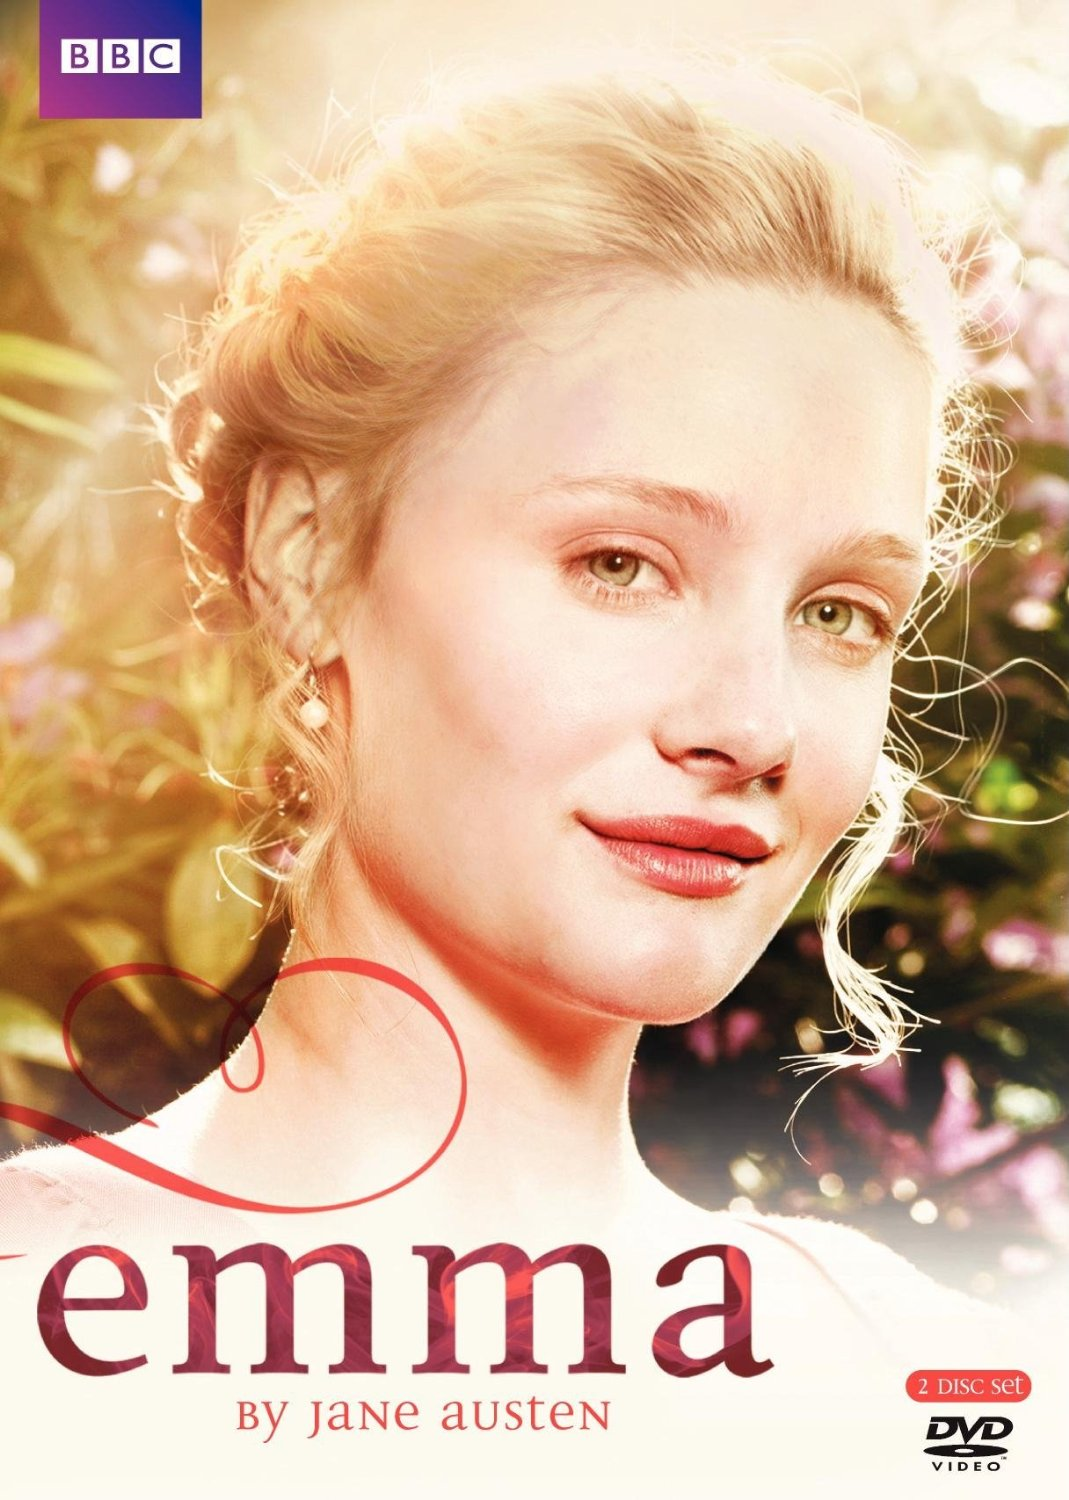 BBC
emma
BY JANE AUSTEN
2 DISC Set
DVD
VIDEO